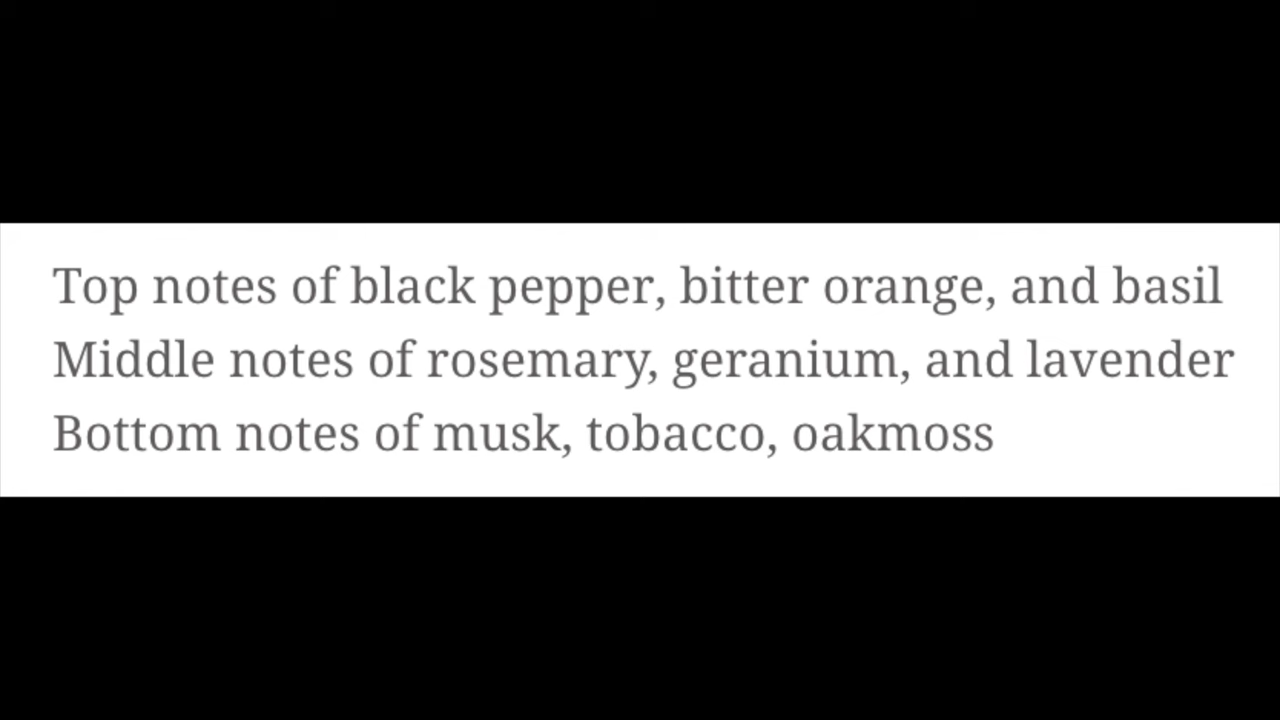 Top notes of black pepper, bitter orange, and basil
Middle notes of rosemary, geranium, and lavender
Bottom notes of musk, tobacco, oakmoss